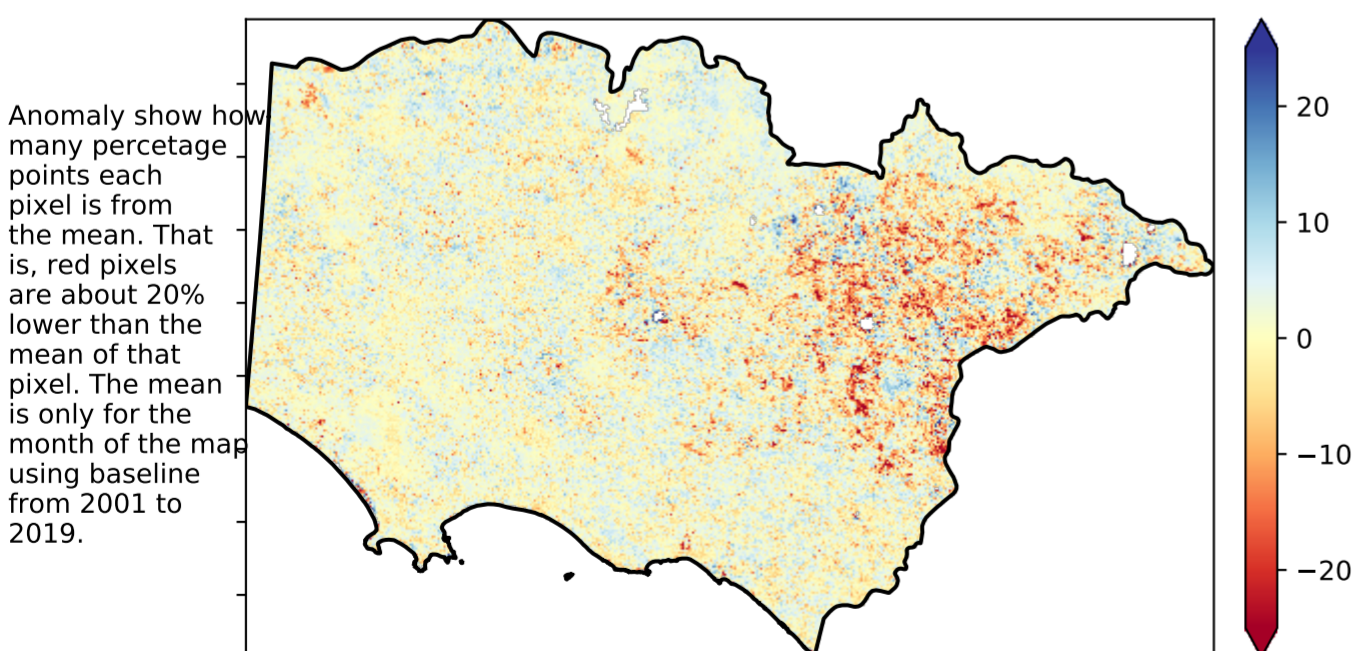 Anomaly show how
many percetage
points each
pixel is from
the mean. That
is, red pixels
are about 20%
lower than the
mean of that
pixel. The mean
is only for the
month of the map
using baseline
from 2001 to
2019.
20
10
0
−10
−20